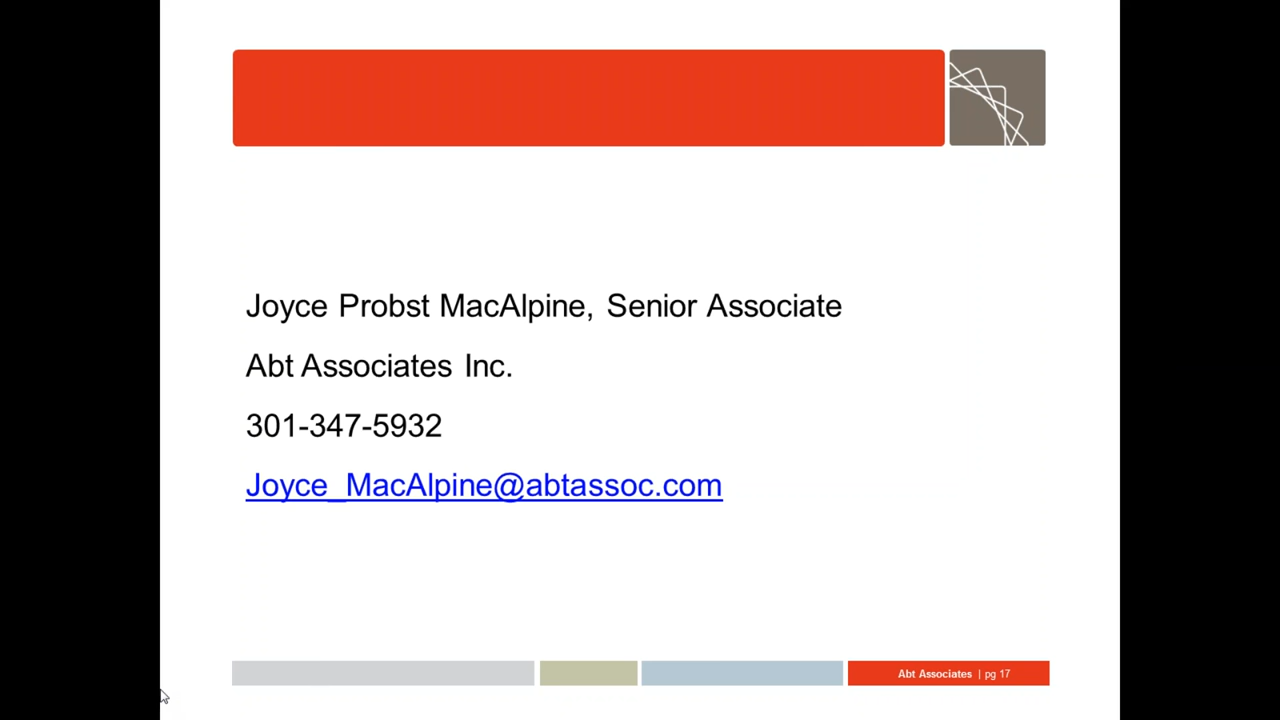 Joyce Probst MacAlpine, Senior Associate
Abt Associates Inc.
301-347-5932
Joyce_MacAlpine@abtassoc.com
Abt Associates | pg 17